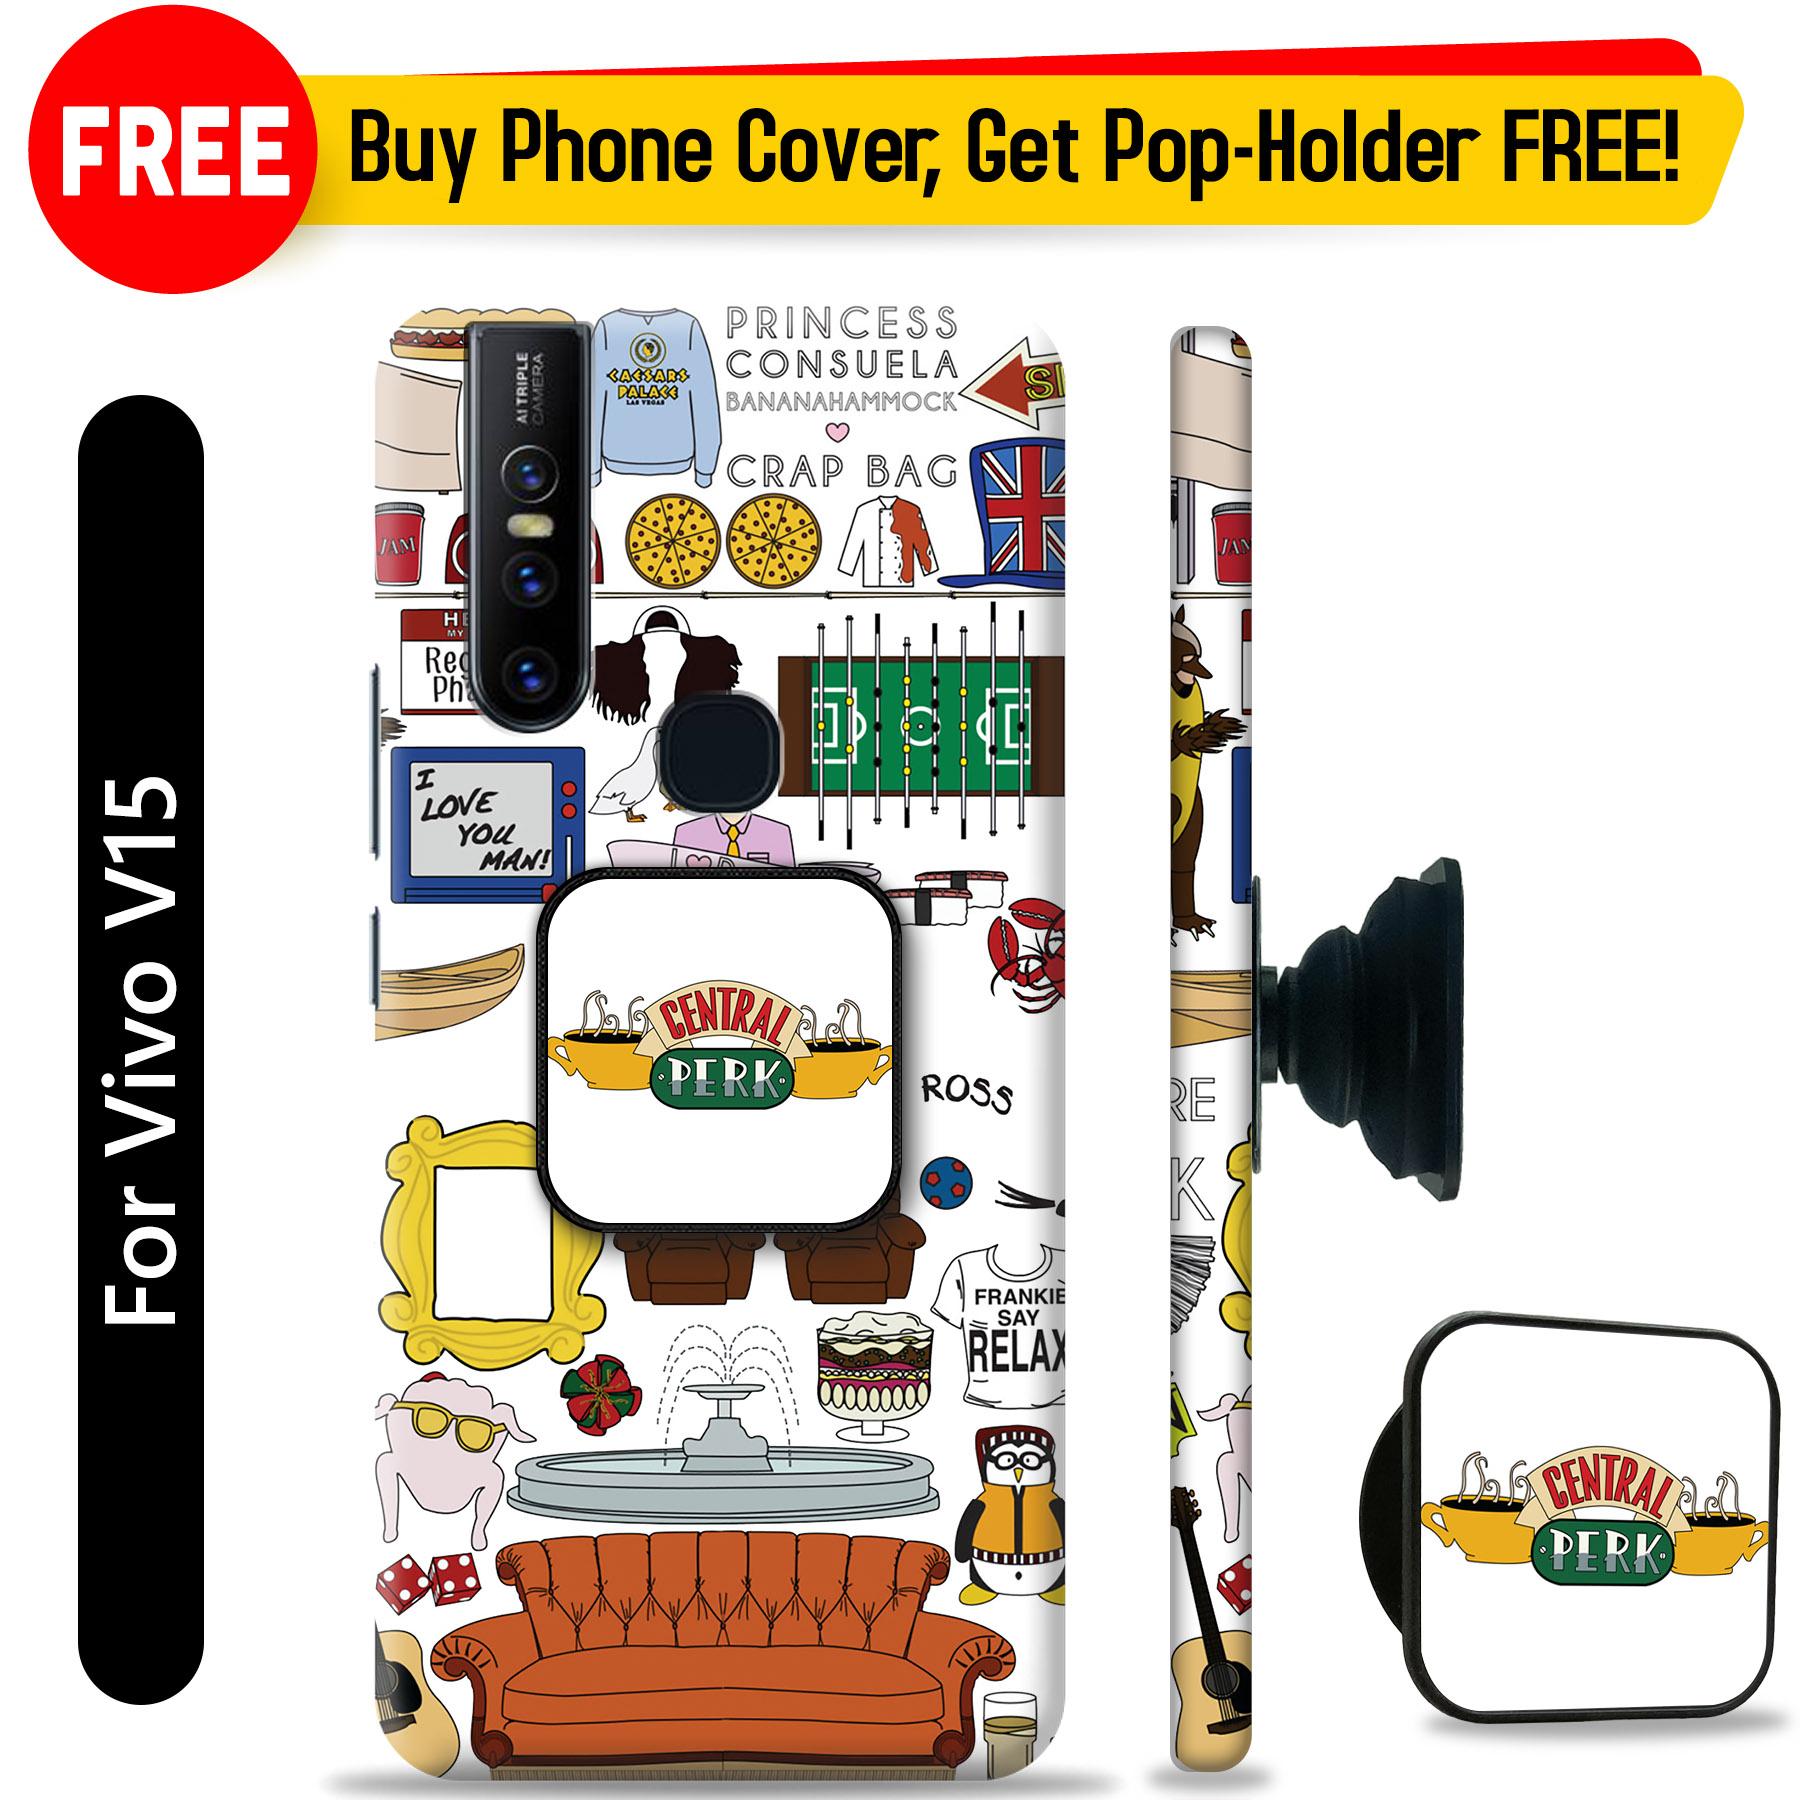 FREE
Buy Phone Cover, Get Pop-Holder FREE!
For Vivo V15
AI TRIPLE
CAMERA
CAESARS
PALACE
LAS VEGAS
PRINCESS
CONSUELA
BANANAHAMMOCK
CRAP BAG
JAM
MY
I
LOVE
YOU
MAN!
CENTRAL
PERK
ROSS
FRANKIE
SAY
RELAX
CENTRAL
PERK